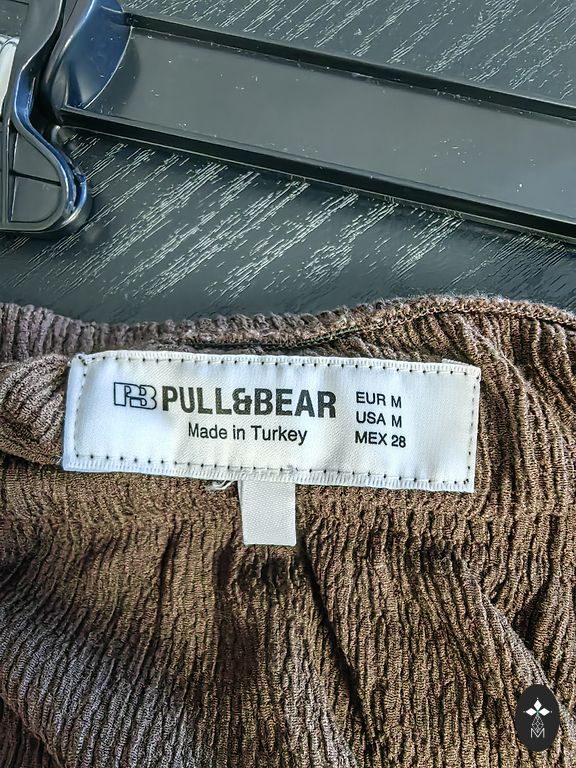 PB PULL&BEAR
Made in Turkey
EUR M
USA M
MEX 28
M